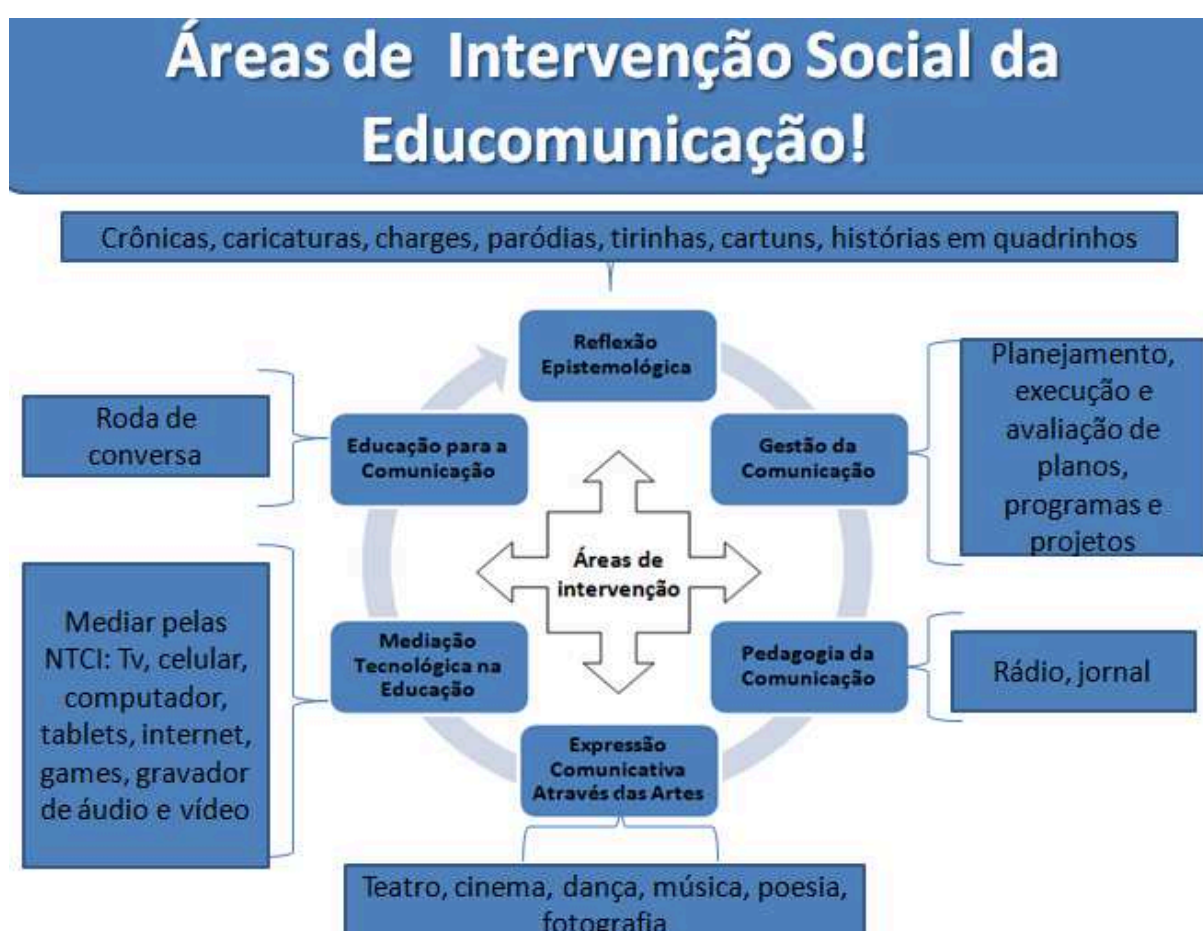 Áreas de Intervenção Social da
Educomunicação!
Crônicas, caricaturas, charges, paródias, tirinhas, cartuns, histórias em quadrinhos
Reflexão
Epistemológica
Gestão da
Comunicação
Planejamento,
execução e
avaliação de
planos,
programas e
projetos
Pedagogia da
Comunicação
Rádio, jornal
Expressão
Comunicativa
Através das Artes
Teatro, cinema, dança, música, poesia,
fotografia
Mediação
Tecnológica na
Educação
Mediar pelas
NTCI: Tv, celular,
computador,
tablets, internet,
games, gravador
de áudio e vídeo
Educação para a
Comunicação
Roda de
conversa
Áreas de
intervenção